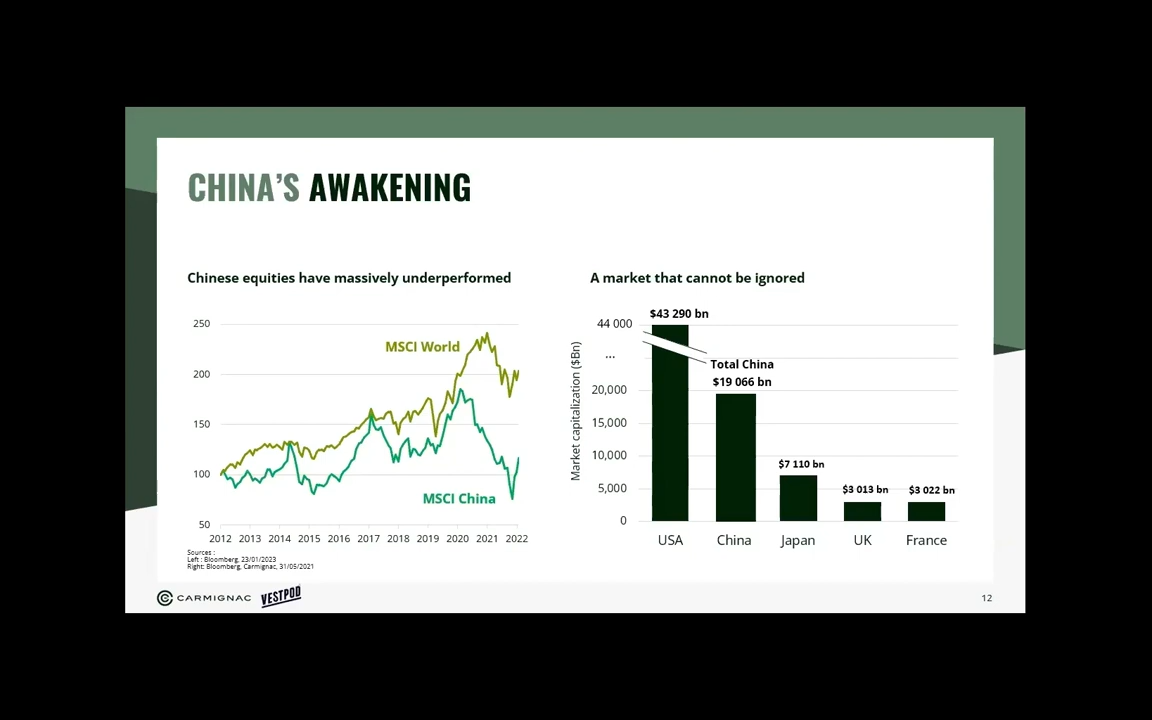 CHINA'S AWAKENING
Chinese equities have massively underperformed
250
200
150
100
50
MSCI World
MSCI China
2012 2013 2014 2015 2016 2017 2018 2019 2020 2021 2022
Sources :
Left : Bloomberg, 23/01/2023
Right: Bloomberg, Carmignac, 31/05/2021
A market that cannot be ignored
Market capitalization ($Bn)
44 000
...
20,000
15,000
10,000
5,000
0
$43 290 bn
Total China
$19 066 bn
$7 110 bn
$3 013 bn
$3 022 bn
USA China Japan UK France
CARMIGNAC VESTPOD
12